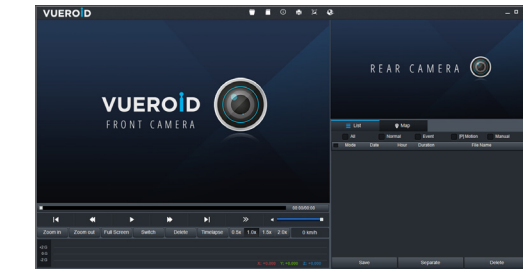 VUEROID
VUEROID
FRONT CAMERA
REAR CAMERA
List
Map
All
Normal
Event
[P] Motion
Manual
Mode
Date
Hour
Duration
File Name
Zoom in
Zoom out
Full Screen
Switch
Delete
Timelapse
0.5x
1.0x
1.5x
2.0x
0 km/h
Save
Separate
Delete